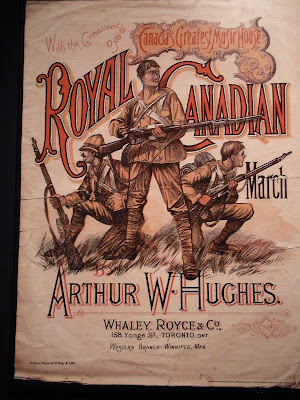 With the Compliments
of
Canada's Greatest Music House
ROYAL CANADIAN
March
BY
ARTHUR W. HUGHES.
WHALEY, ROYCE & CO.
158 Yonge St., TORONTO, ONT
WESTERN BRANCH - WINNIPEG, MAN.